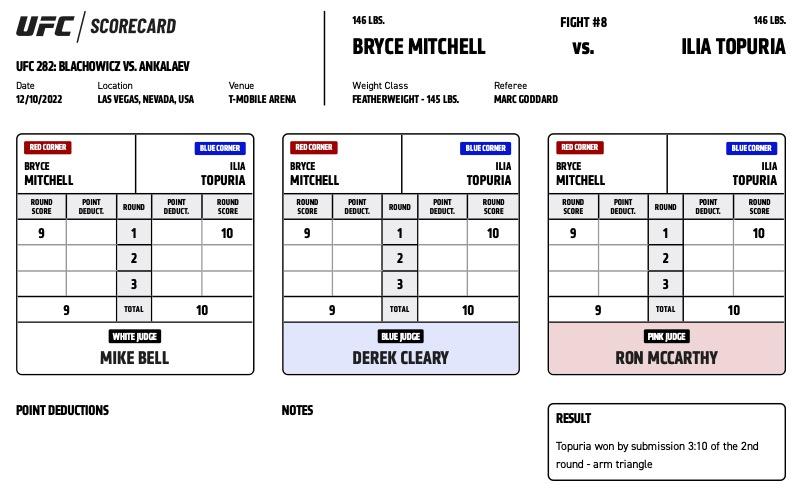 UFC / SCORECARD
UFC 282: BLACHOWICZ VS. ANKALAEV
Date Location Venue
12/10/2022 LAS VEGAS, NEVADA, USA T-MOBILE ARENA
146 LBS. FIGHT #8 146 LBS.
BRYCE MITCHELL vs. ILIA TOPURIA
Weight Class Referee
FEATHERWEIGHT - 145 LBS. MARC GODDARD
RED CORNER BLUE CORNER
BRYCE ILIA
MITCHELL TOPURIA
ROUND POINT ROUND POINT ROUND
SCORE DEDUCT. DEDUCT. SCORE
9 1 10
2
3
9 TOTAL 10
WHITE JUDGE
MIKE BELL
RED CORNER BLUE CORNER
BRYCE ILIA
MITCHELL TOPURIA
ROUND POINT ROUND POINT ROUND
SCORE DEDUCT. DEDUCT. SCORE
9 1 10
2
3
9 TOTAL 10
BLUE JUDGE
DEREK CLEARY
RED CORNER BLUE CORNER
BRYCE ILIA
MITCHELL TOPURIA
ROUND POINT ROUND POINT ROUND
SCORE DEDUCT. DEDUCT. SCORE
9 1 10
2
3
9 TOTAL 10
PINK JUDGE
RON MCCARTHY
POINT DEDUCTIONS
NOTES
RESULT
Topuria won by submission 3:10 of the 2nd
round - arm triangle